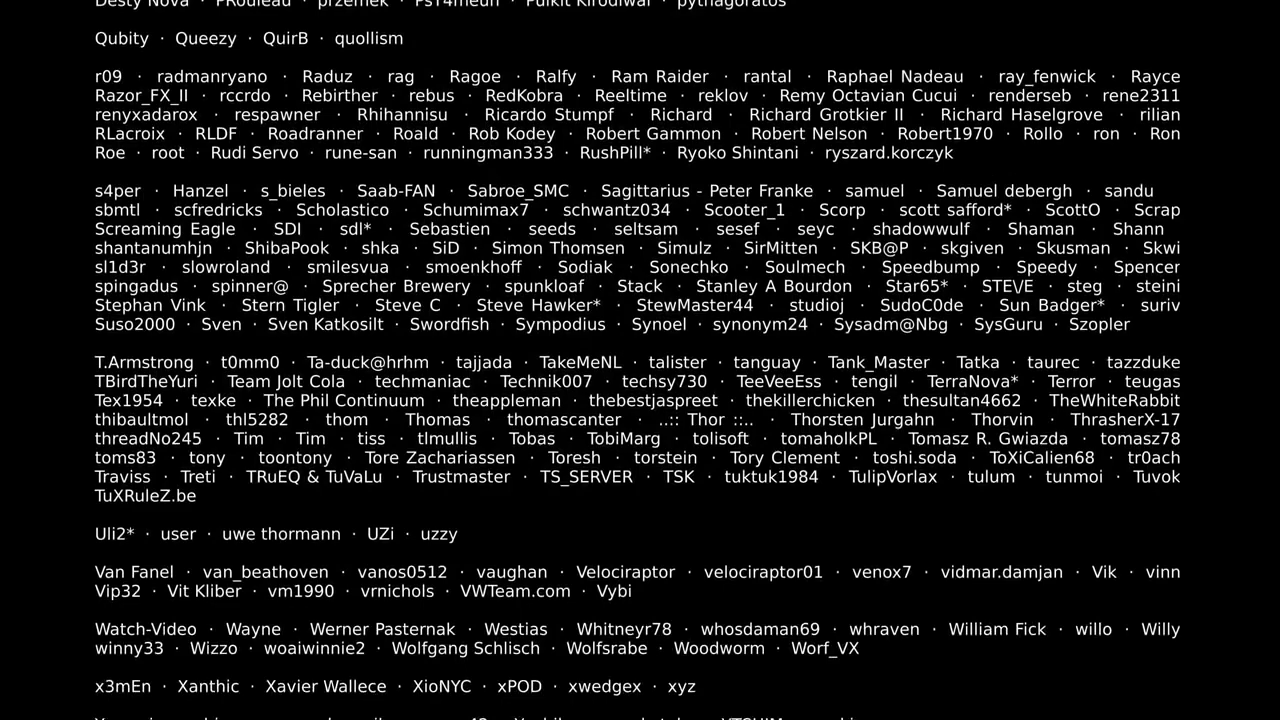 Desty Nova · PRouleau · przemek · PsT4meün · Pulkit Kirodiwal · pythagoratos
Qubity · Queezy · QuirB · quollism
r09 · radmanryano · Raduz · rag · Ragoe · Ralfy · Ram Raider · rantal · Raphael Nadeau · ray_fenwick · Rayce
Razor_FX_II · rccrdo · Rebirther · rebus · RedKobra · Reeltime · reklov · Remy Octavian Cucui · renderseb · rene2311
renyxadarox · respawner · Rhihannisu · Ricardo Stumpf · Richard · Richard Grotkier II · Richard Haselgrove · rilian
RLacroix · RLDF · Roadranner · Roald · Rob Kodey · Robert Gammon · Robert Nelson · Robert1970 · Rollo · ron · Ron
Roe · root · Rudi Servo · rune-san · runningman333 · RushPill* · Ryoko Shintani · ryszard.korczyk
s4per · Hanzel · s_bieles · Saab-FAN · Sabroe_SMC · Sagittarius - Peter Franke · samuel · Samuel debergh · sandu
sbmtl · scfredricks · Scholastico · Schumimax7 · schwantz034 · Scooter_1 · Scorp · scott safford* · ScottO · Scrap
Screaming Eagle · SDI · sdl* · Sebastien · seeds · seltsam · sesef · seyc · shadowwulf · Shaman · Shann
shantanumhjn · ShibaPook · shka · SiD · Simon Thomsen · Simulz · SirMitten · SKB@P · skgiven · Skusman · Skwi
sl1d3r · slowroland · smilesvua · smoenkhoff · Sodiak · Sonechko · Soulmech · Speedbump · Speedy · Spencer
spingadus · spinner@ · Sprecher Brewery · spunkloaf · Stack · Stanley A Bourdon · Star65* · STE\/E · steg · steini
Stephan Vink · Stern Tigler · Steve C · Steve Hawker* · StewMaster44 · studioj · SudoC0de · Sun Badger* · suriv
Suso2000 · Sven · Sven Katkosilt · Swordfish · Sympodius · Synoel · synonym24 · Sysadm@Nbg · SysGuru · Szopler
T.Armstrong · t0mm0 · Ta-duck@hrhm · tajjada · TakeMeNL · talister · tanguay · Tank_Master · Tatka · taurec · tazzduke
TBirdTheYuri · Team Jolt Cola · techmaniac · Technik007 · techsy730 · TeeVeeEss · tengil · TerraNova* · Terror · teugas
Tex1954 · texke · The Phil Continuum · theappleman · thebestjaspreet · thekillerchicken · thesultan4662 · TheWhiteRabbit
thibaultmol · thl5282 · thom · Thomas · thomascanter · ..:: Thor ::.. · Thorsten Jurgahn · Thorvin · ThrasherX-17
threadNo245 · Tim · Tim · tiss · tlmullis · Tobas · TobiMarg · tolisoft · tomaholkPL · Tomasz R. Gwiazda · tomasz78
toms83 · tony · toontony · Tore Zachariassen · Toresh · torstein · Tory Clement · toshi.soda · ToXiCalien68 · tr0ach
Traviss · Treti · TRuEQ & TuVaLu · Trustmaster · TS_SERVER · TSK · tuktuk1984 · TulipVorlax · tulum · tunmoi · Tuvok
TuXRuleZ.be
Uli2* · user · uwe thormann · UZi · uzzy
Van Fanel · van_beathoven · vanos0512 · vaughan · Velociraptor · velociraptor01 · venox7 · vidmar.damjan · Vik · vinn
Vip32 · Vit Kliber · vm1990 · vrnichols · VWTeam.com · Vybi
Watch-Video · Wayne · Werner Pasternak · Westias · Whitneyr78 · whosdaman69 · whraven · William Fick · willo · Willy
winny33 · Wizzo · woaiwinnie2 · Wolfgang Schlisch · Wolfsrabe · Woodworm · Worf_VX
x3mEn · Xanthic · Xavier Wallece · XioNYC · xPOD · xwedgex · xyz